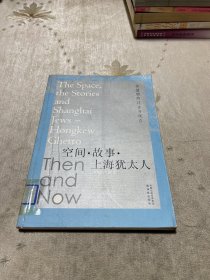 The Space,
the Stories
and
Shanghai
Jews —
Hongkew
Ghetto
空间·故事·
上海犹太人
Then
and
Now